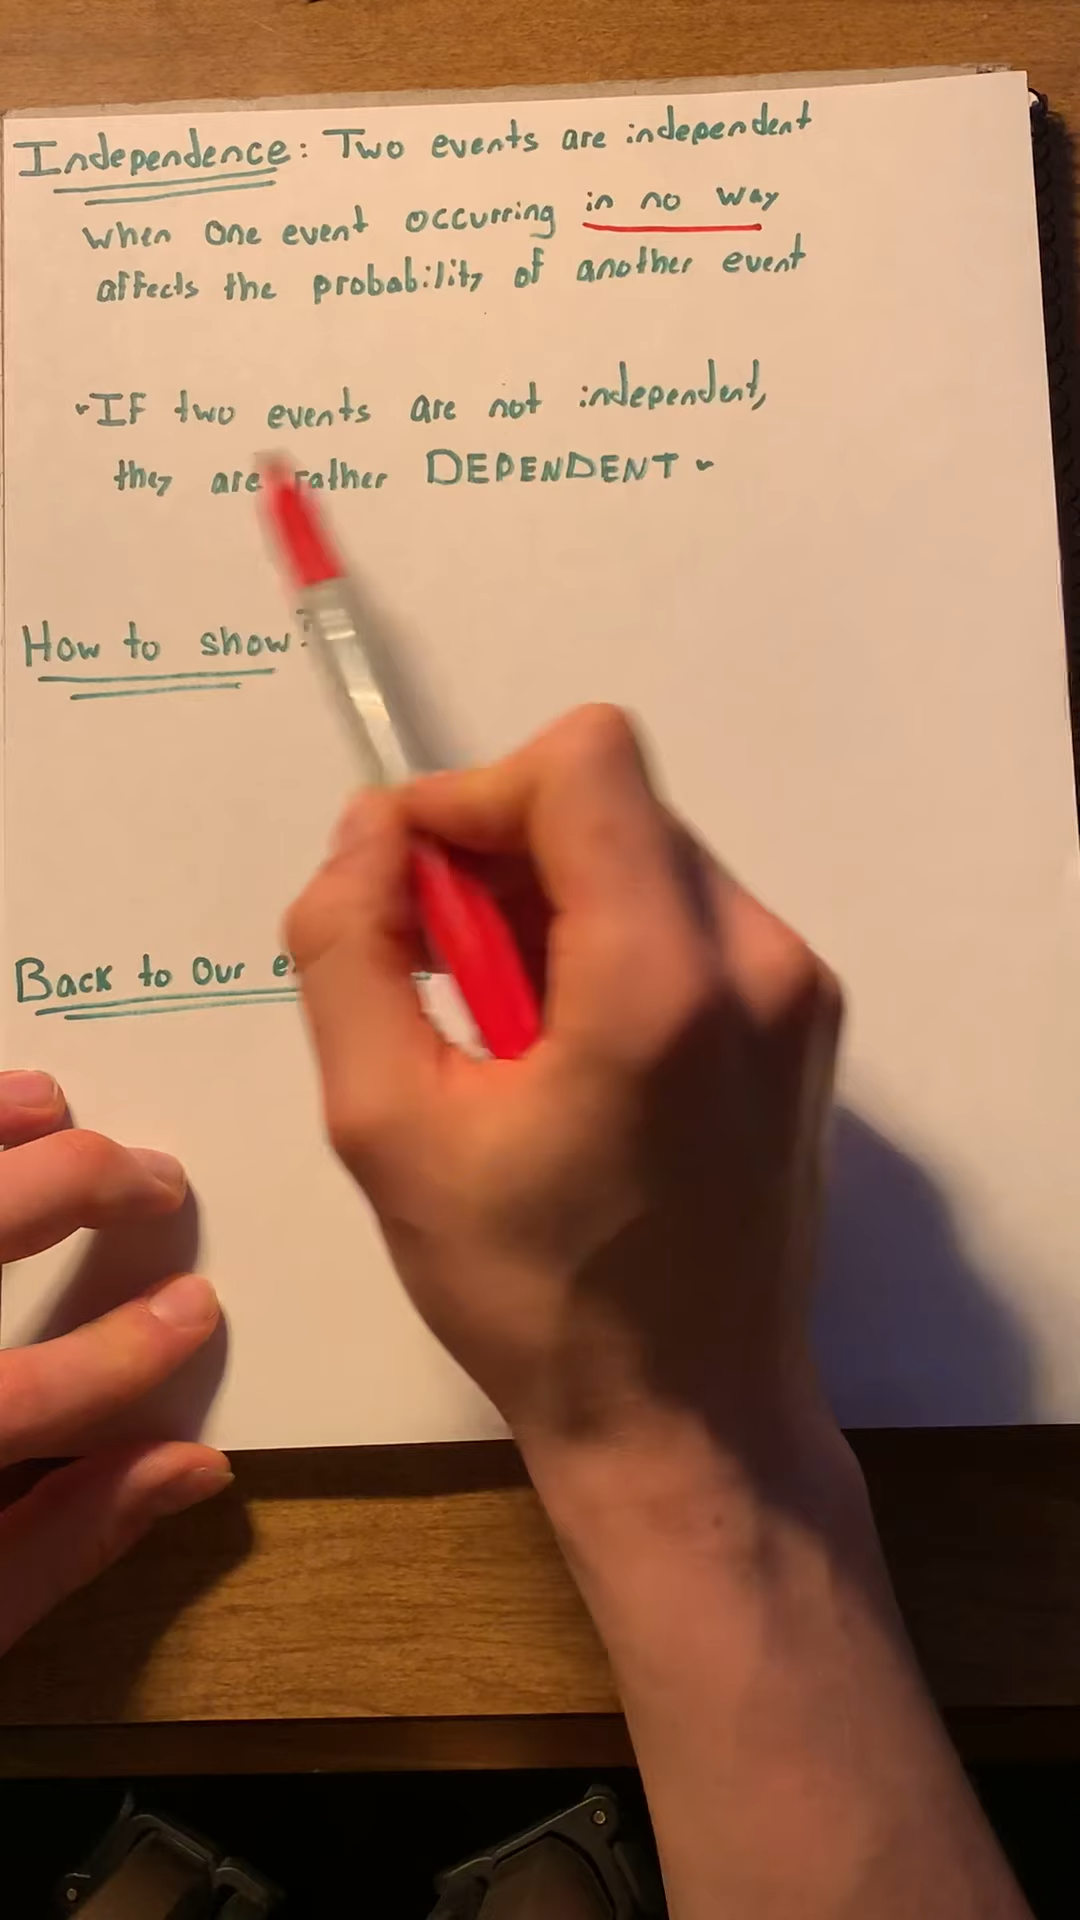 Independence: Two events are independent
when one event occurring in no way
affects the probability of another event
IF two events are not independent,
they are rather DEPENDENT
How to show?
Back to Our